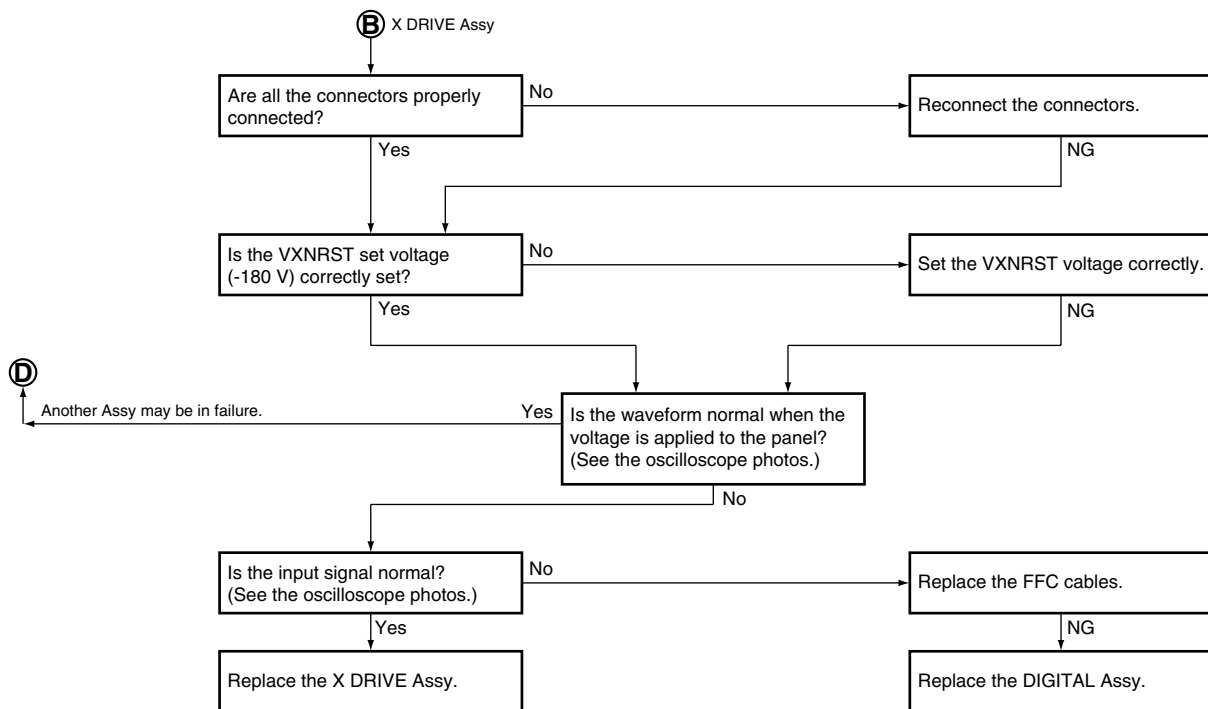 B X DRIVE Assy
Are all the connectors properly
connected?
No
Reconnect the connectors.
Yes
NG
Is the VXNRST set voltage
(-180 V) correctly set?
No
Set the VXNRST voltage correctly.
Yes
NG
D
Another Assy may be in failure.
Yes
Is the waveform normal when the
voltage is applied to the panel?
(See the oscilloscope photos.)
No
Is the input signal normal?
(See the oscilloscope photos.)
No
Replace the FFC cables.
Yes
NG
Replace the X DRIVE Assy.
Replace the DIGITAL Assy.